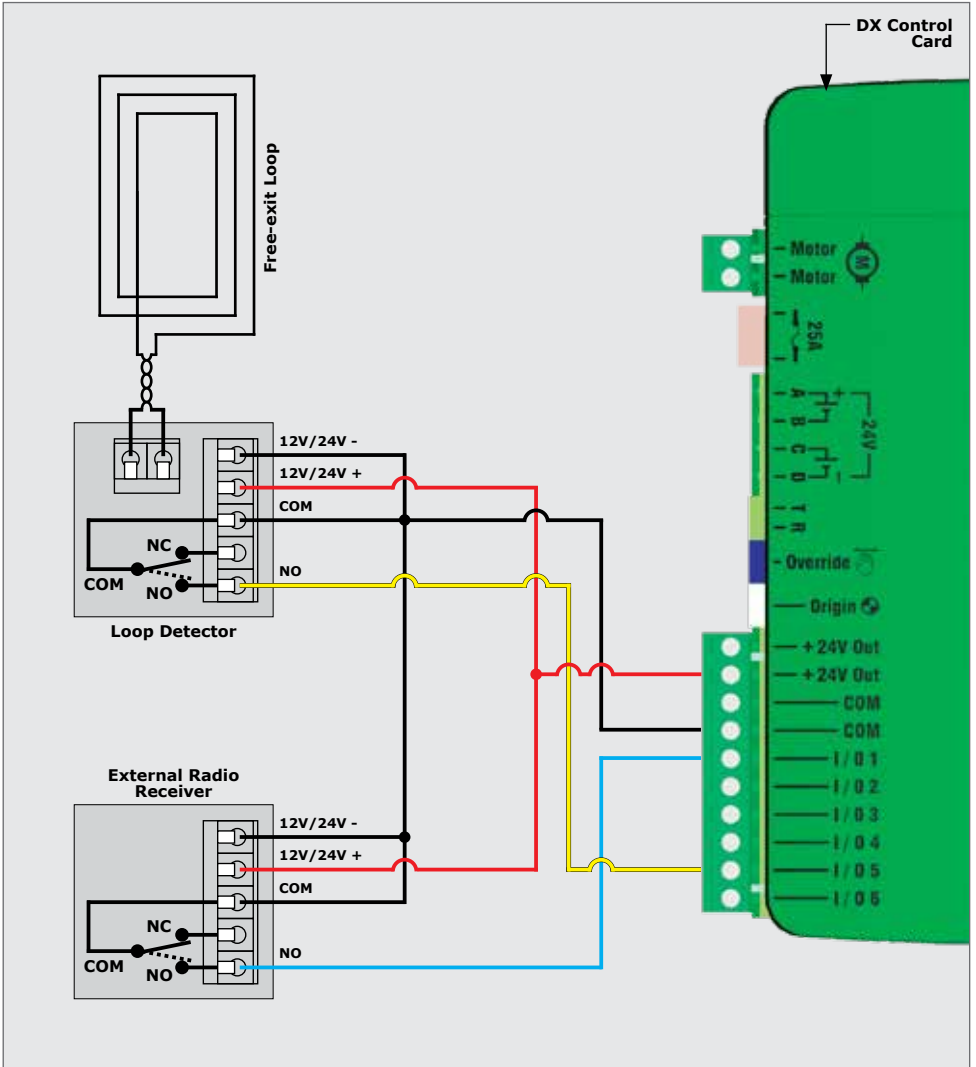 DX Control
Card
Free-exit Loop
Motor
M
Motor
25A
A
+
B
24V
C
D
-
T
R
Override
Origin
+24V Out
+24V Out
COM
COM
I/O 1
I/O 2
I/O 3
I/O 4
I/O 5
I/O 6
12V/24V -
12V/24V +
COM
NC
COM
NO
NO
Loop Detector
External Radio
Receiver
12V/24V -
12V/24V +
COM
NC
COM
NO
NO